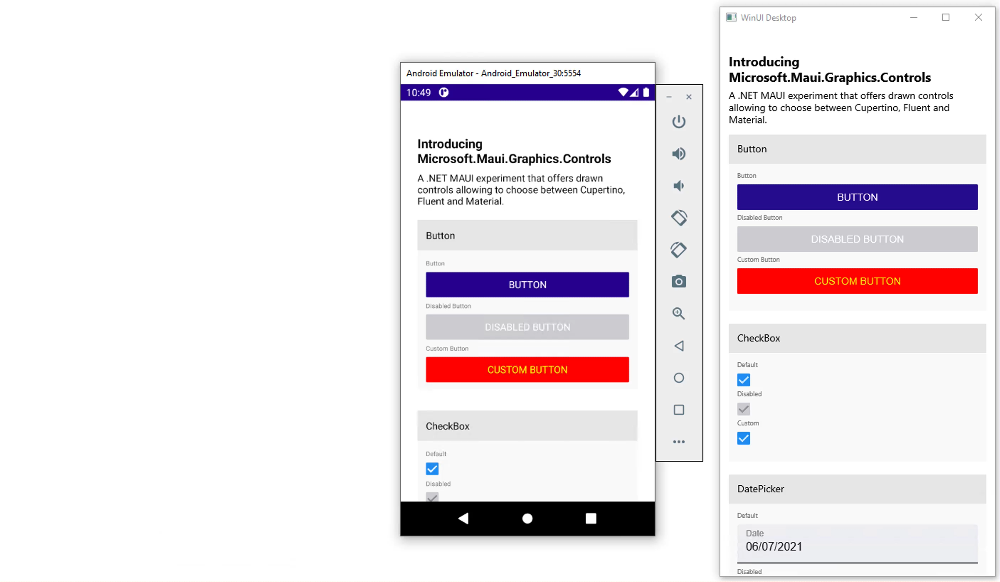 Android Emulator - Android_Emulator_30:5554
10:49
Introducing
Microsoft.Maui.Graphics.Controls
A .NET MAUI experiment that offers drawn
controls allowing to choose between Cupertino,
Fluent and Material.
Button
Button
BUTTON
Disabled Button
DISABLED BUTTON
Custom Button
CUSTOM BUTTON
CheckBox
Default
Disabled
WinUI Desktop
Introducing
Microsoft.Maui.Graphics.Controls
A .NET MAUI experiment that offers drawn controls
allowing to choose between Cupertino, Fluent and
Material.
Button
Button
BUTTON
Disabled Button
DISABLED BUTTON
Custom Button
CUSTOM BUTTON
CheckBox
Default
Disabled
Custom
DatePicker
Default
Date
06/07/2021
Disabled